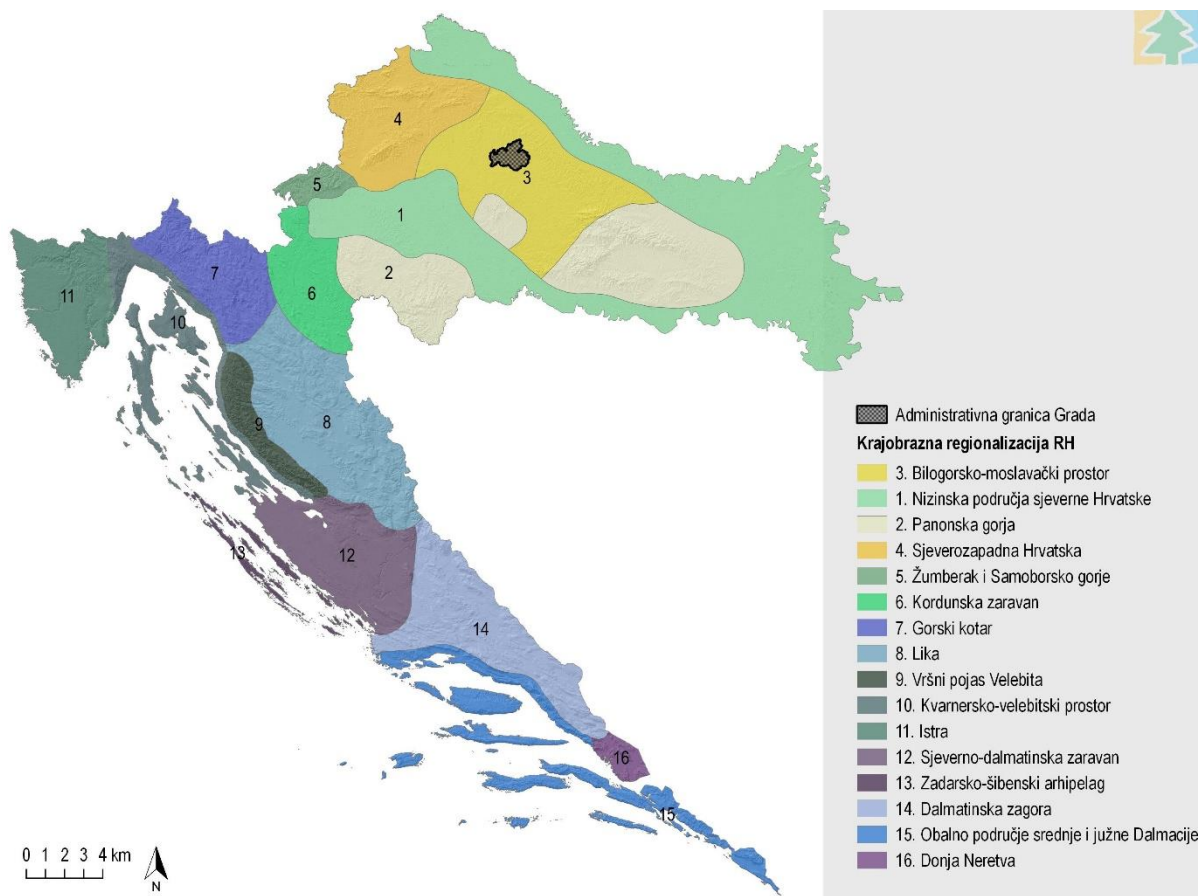 4
3
5
1
7
2
11
6
10
8
9
12
13
14
16
15
0 1 2 3 4 km
N
Administrativna granica Grada
Krajobrazna regionalizacija RH
3. Bilogorsko-moslavački prostor
1. Nizinska područja sjeverne Hrvatske
2. Panonska gorja
4. Sjeverozapadna Hrvatska
5. Žumberak i Samoborsko gorje
6. Kordunska zaravan
7. Gorski kotar
8. Lika
9. Vršni pojas Velebita
10. Kvarnersko-velebitski prostor
11. Istra
12. Sjeverno-dalmatinska zaravan
13. Zadarsko-šibenski arhipelag
14. Dalmatinska zagora
15. Obalno područje srednje i južne Dalmacije
16. Donja Neretva